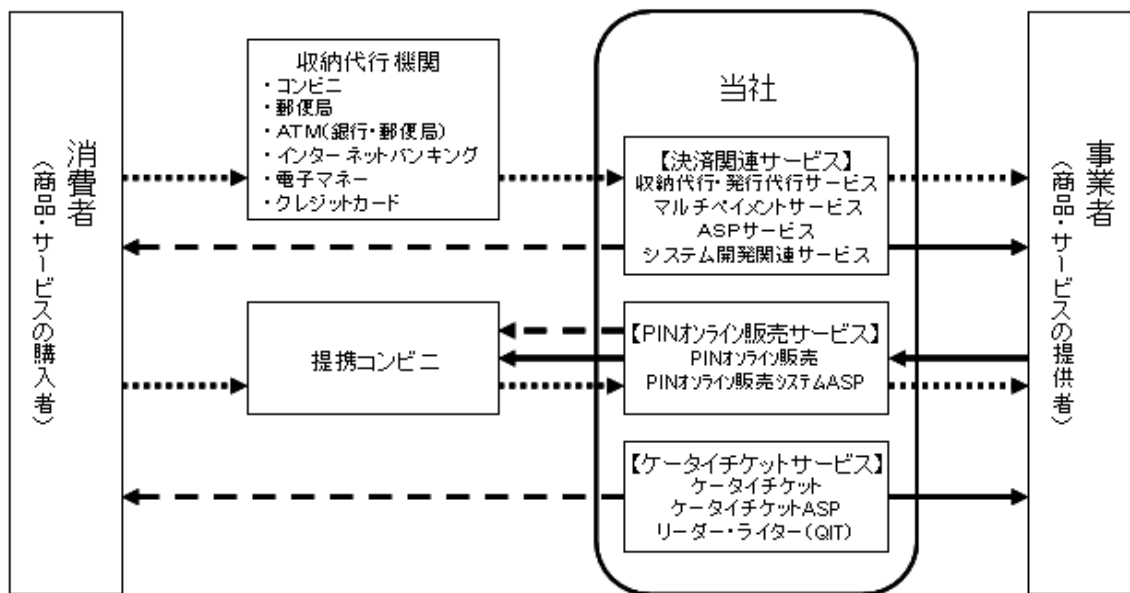 消費者
(商品・サービスの購入者)
収納代行機関
・コンビニ
・郵便局
・ATM(銀行・郵便局)
・インターネットバンキング
・電子マネー
・クレジットカード
提携コンビニ
当社
【決済関連サービス】
収納代行・発行代行サービス
マルチペイメントサービス
ASPサービス
システム開発関連サービス
【PINオンライン販売サービス】
PINオンライン販売
PINオンライン販売システムASP
【ケータイチケットサービス】
ケータイチケット
ケータイチケットASP
リーダー・ライター(QIT)
事業者
(商品・サービスの提供者)